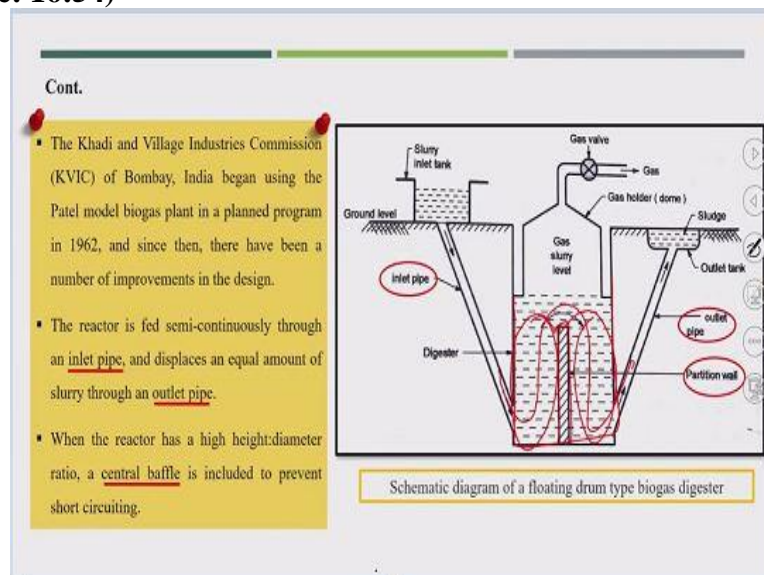 Cont.
▪ The Khadi and Village Industries Commission
(KVIC) of Bombay, India began using the
Patel model biogas plant in a planned program
in 1962, and since then, there have been a
number of improvements in the design.
▪ The reactor is fed semi-continuously through
an inlet pipe, and displaces an equal amount of
slurry through an outlet pipe.
▪ When the reactor has a high height:diameter
ratio, a central baffle is included to prevent
short circuiting.
Slurry
inlet tank
Gas valve
Gas
Gas holder ( dome )
Ground level
Sludge
Gas
slurry
level
Outlet tank
inlet pipe
outlet
pipe
Digester
Partition wall
Schematic diagram of a floating drum type biogas digester